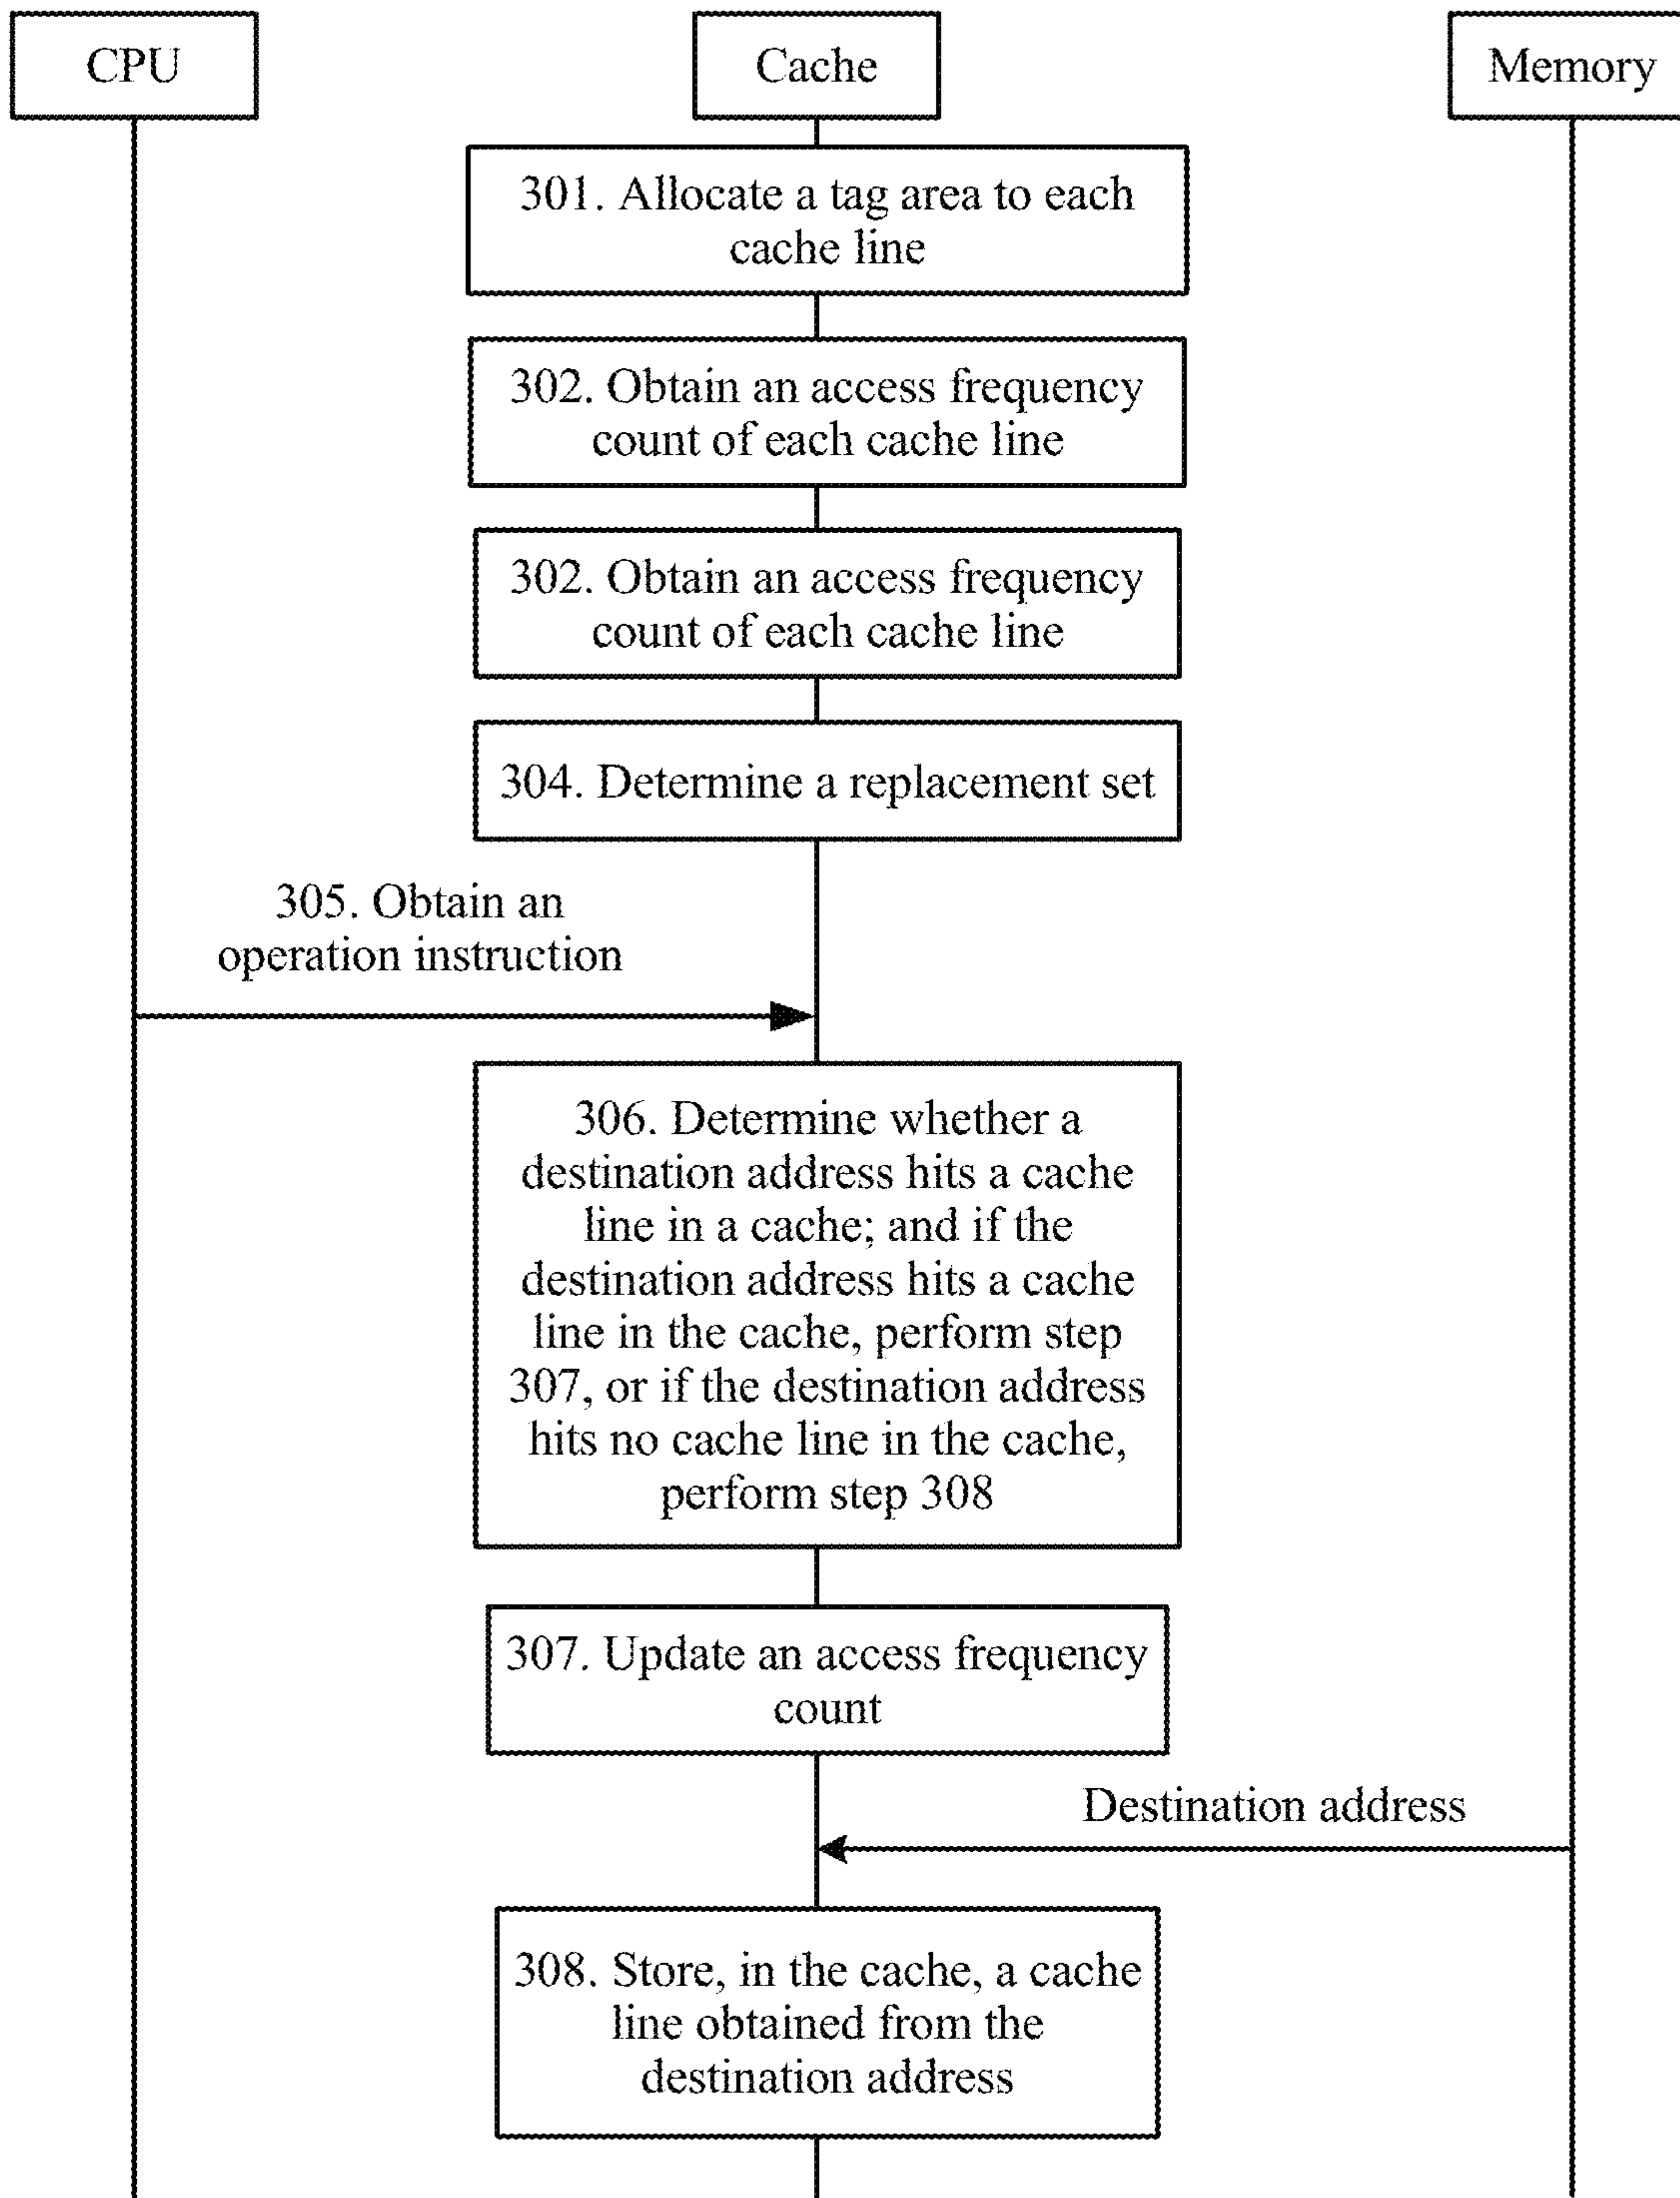 CPU
Cache
Memory
301. Allocate a tag area to each
cache line
302. Obtain an access frequency
count of each cache line
302. Obtain an access frequency
count of each cache line
304. Determine a replacement set
305. Obtain an
operation instruction
306. Determine whether a
destination address hits a cache
line in a cache; and if the
destination address hits a cache
line in the cache, perform step
307, or if the destination address
hits no cache line in the cache,
perform step 308
307. Update an access frequency
count
Destination address
308. Store, in the cache, a cache
line obtained from the
destination address